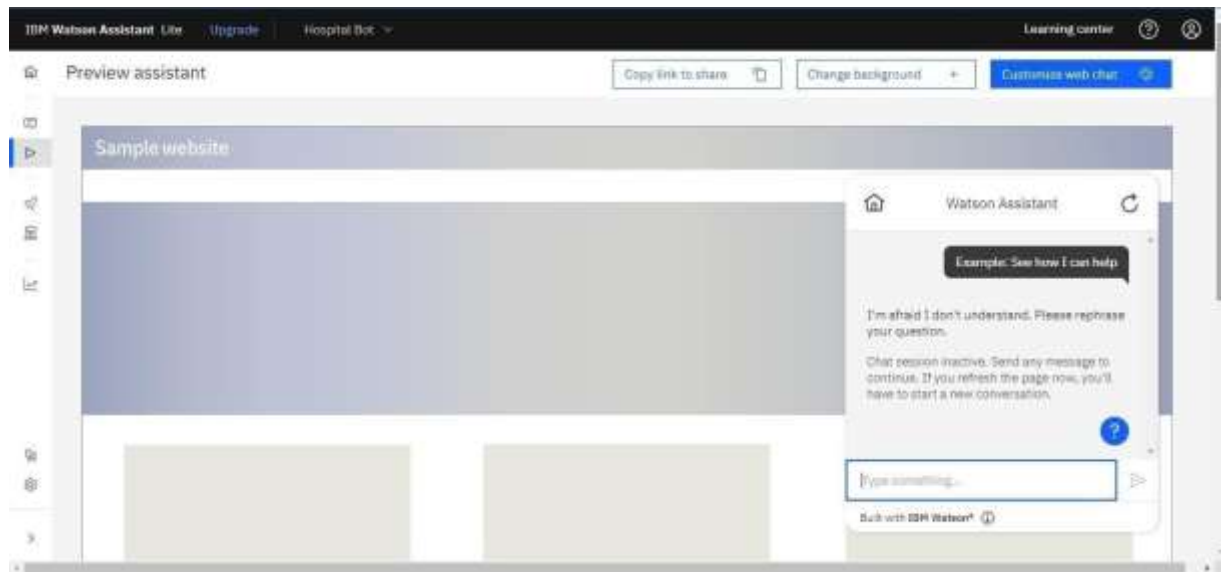 IBM Watson Assistant Lite Upgrade Hospital Bot Learning center
Preview assistant Copy link to share Change background + Customize web chat
Sample website
Watson Assistant
Example: See how I can help
I'm afraid I don't understand. Please rephrase
your question.
Chat session inactive. Send any message to
continue. If you refresh the page now, you'll
have to start a new conversation.
?
Type something...
Built with IBM Watson®